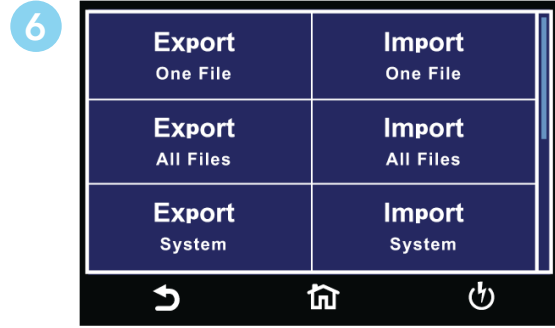 6
Export
One File
Import
One File
Export
All Files
Import
All Files
Export
System
Import
System